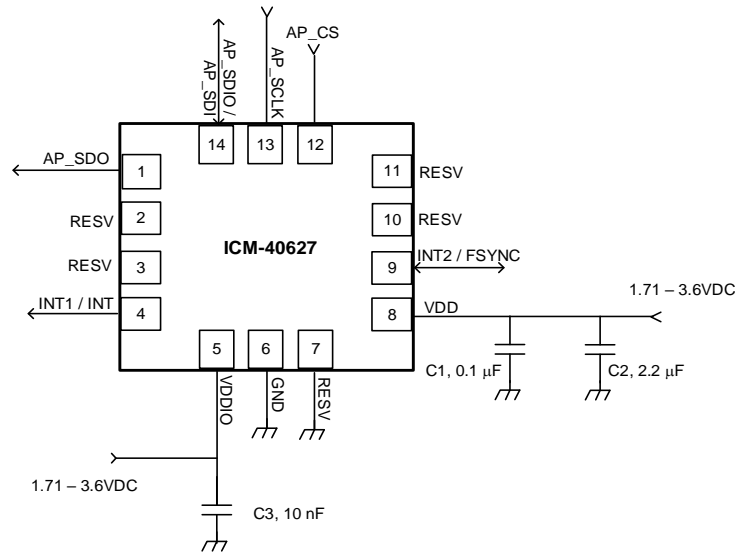 AP_SDIO /
AP_SDI
AP_SCLK
AP_CS
14
13
12
AP_SDO
1
11
RESV
RESV
2
10
RESV
ICM-40627
RESV
3
9
INT2 / FSYNC
INT1 / INT
4
8
VDD
1.71 – 3.6VDC
5
6
7
VDDIO
GND
RESV
C1, 0.1 μF
C2, 2.2 μF
1.71 – 3.6VDC
C3, 10 nF